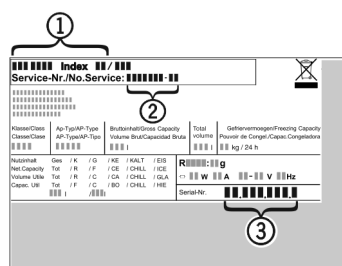 1
Index /
Service-Nr./No.Service: -
2
Klasse/Class Ap-Typ/AP-Type Bruttoinhalt/Gross Capacity Total Gefriervermoegen/Freezing Capacity
Classe/Clase AP-Type/AP-Tipo Volume Brut/Capacidad Bruta volume Pouvoir de Congel./Capac.Congeladora
l l kg / 24 h
Nutzinhalt Ges / K / G / KE / KALT / EIS
Net Capacity Tot / R / F / CE / CHILL / ICE
Volume Utile Tot / R / C / CA / CHILL / GLA
Capac. Util Tot / R / C / BO / CHILL / HIE
l / l
R : g
W A - V Hz
Serial-Nr. . . .
3